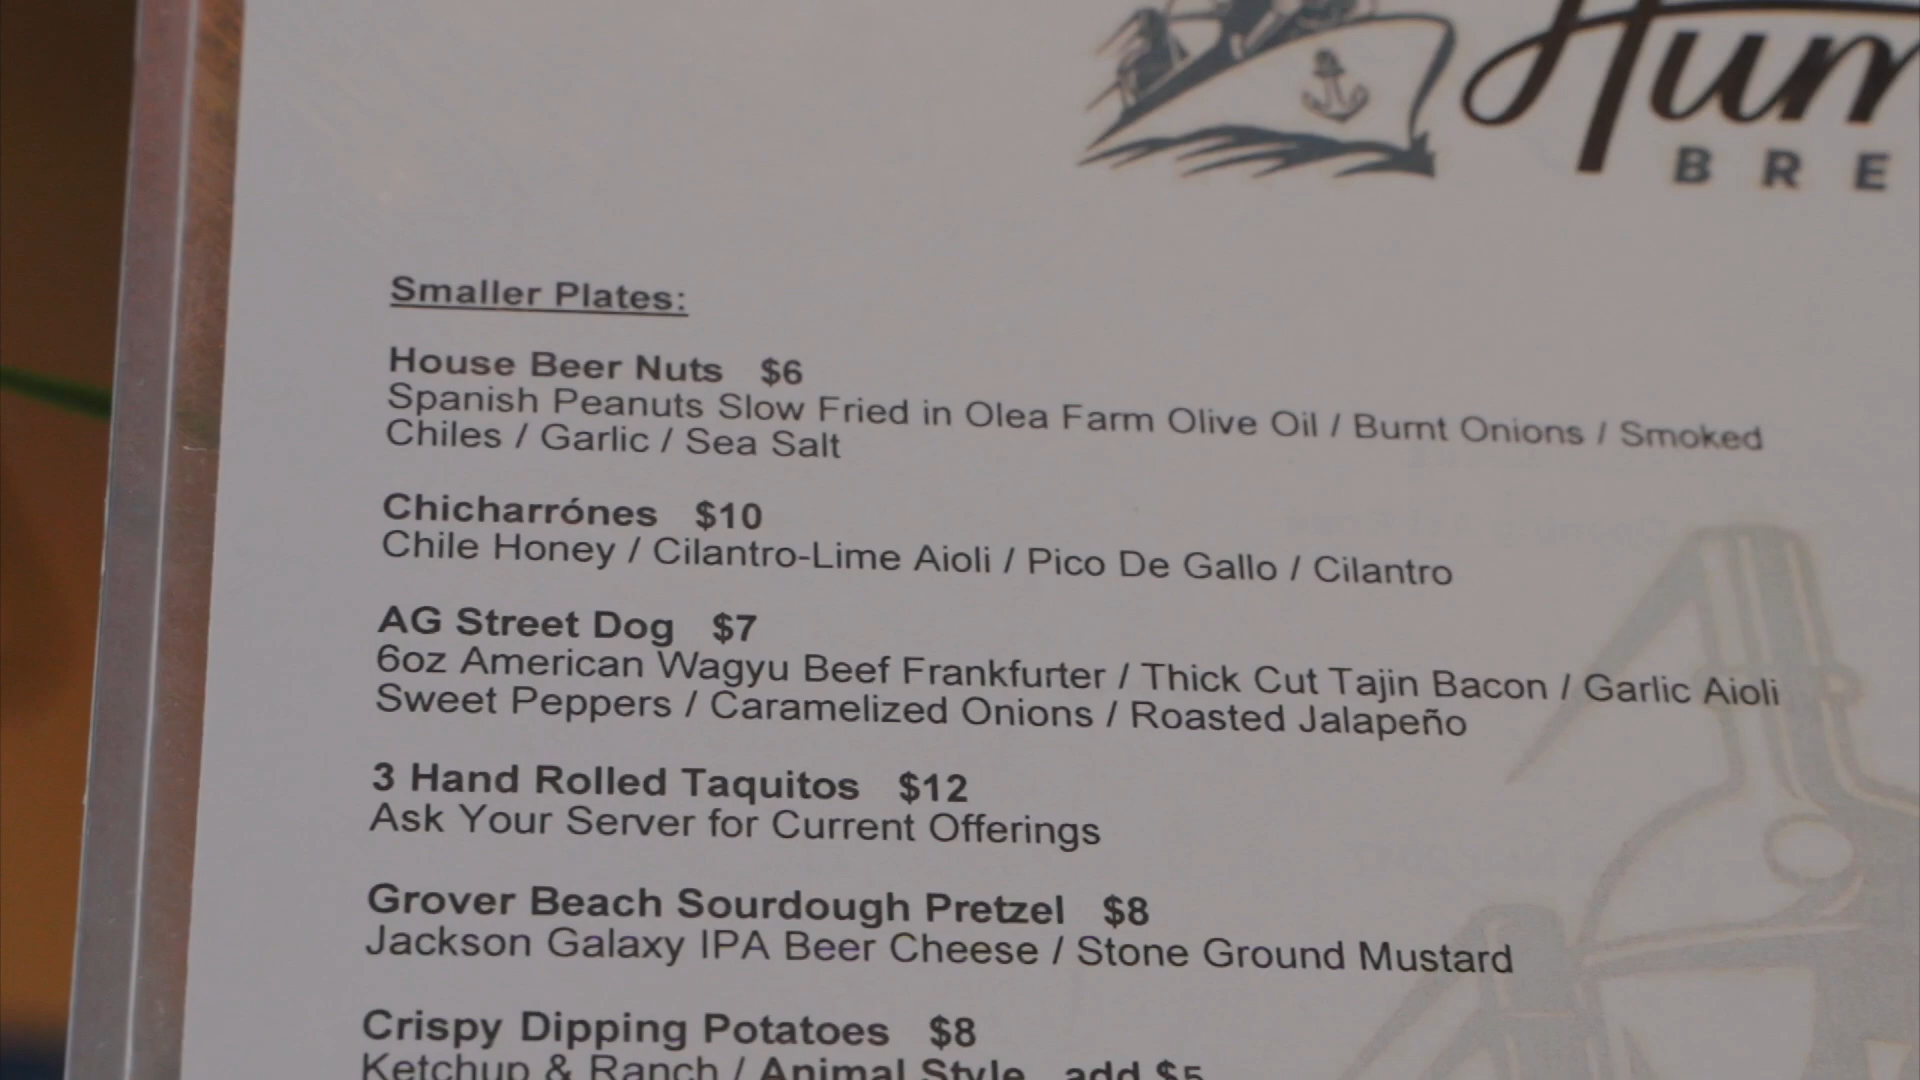 Hum
BRE
Smaller Plates:
House Beer Nuts $6
Spanish Peanuts Slow Fried in Olea Farm Olive Oil / Burnt Onions / Smoked
Chiles / Garlic / Sea Salt
Chicharrónes $10
Chile Honey / Cilantro-Lime Aioli / Pico De Gallo / Cilantro
AG Street Dog $7
6oz American Wagyu Beef Frankfurter / Thick Cut Tajin Bacon / Garlic Aioli
Sweet Peppers / Caramelized Onions / Roasted Jalapeño
3 Hand Rolled Taquitos $12
Ask Your Server for Current Offerings
Grover Beach Sourdough Pretzel $8
Jackson Galaxy IPA Beer Cheese / Stone Ground Mustard
Crispy Dipping Potatoes $8
Ketchup & Ranch / Animal Style add $5